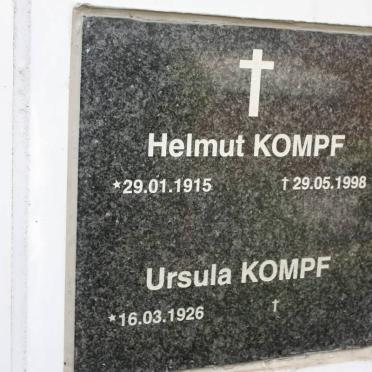 Helmut KOMPF
*29.01.1915 †29.05.1998
Ursula KOMPF
*16.03.1926 †